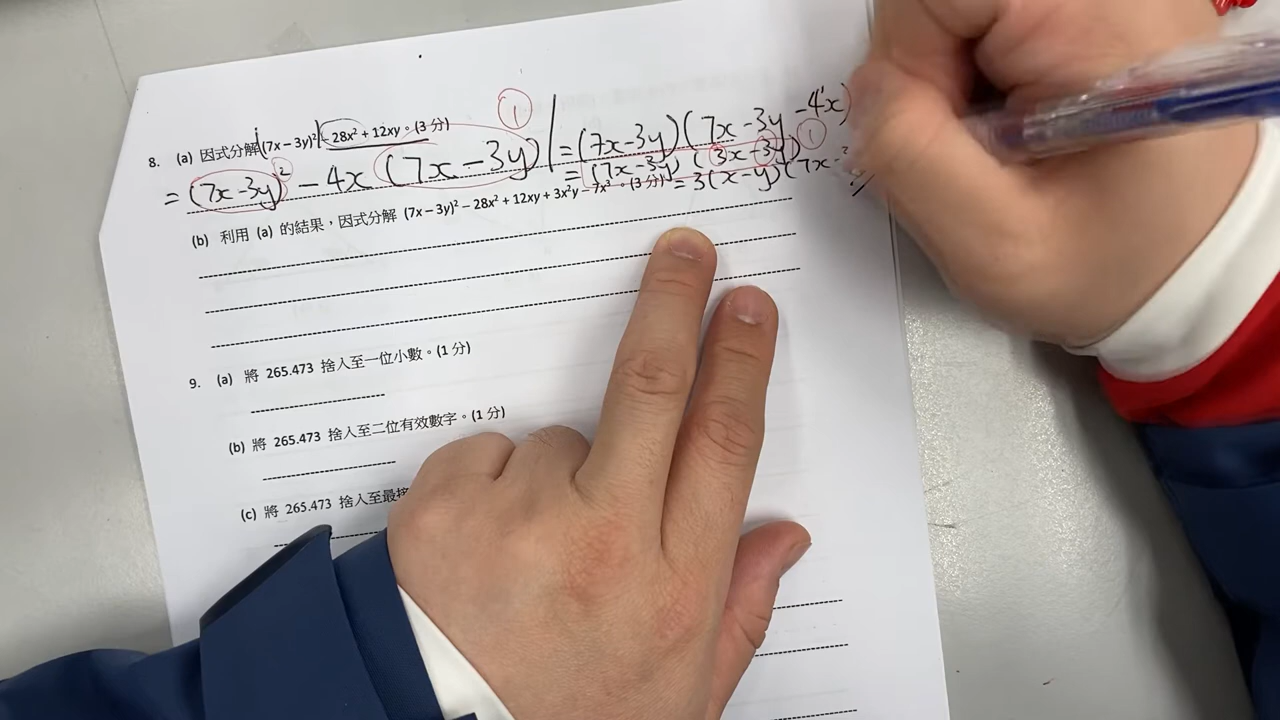 8. (a) 因式分解 (7x − 3y)² − 28x² + 12xy。(3 分)
①
= (7x-3y)² − 4x (7x − 3y)
= (7x-3y)(7x -3y -4x)
= (7x-3y)(3x-3y) ①
= 3(x-y)(7x-
(b) 利用 (a) 的結果，因式分解 (7x − 3y)² − 28x² + 12xy + 3x²y − 7x³。(3 分)
9. (a) 將 265.473 捨入至一位小數。(1 分)
(b) 將 265.473 捨入至二位有效數字。(1 分)
(c) 將 265.473 捨入至最接